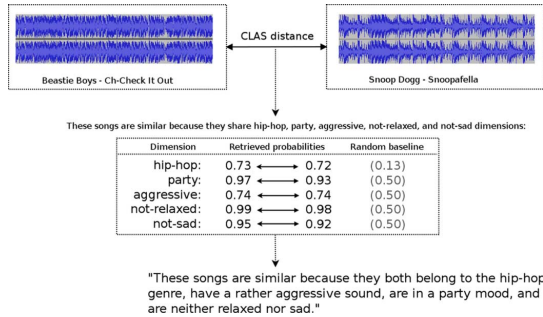 CLAS distance
Beastie Boys - Ch-Check It Out
Snoop Dogg - Snoopafella
These songs are similar because they share hip-hop, party, aggressive, not-relaxed, and not-sad dimensions:
Dimension Retrieved probabilities Random baseline
hip-hop: 0.73 0.72 (0.13)
party: 0.97 0.93 (0.50)
aggressive: 0.74 0.74 (0.50)
not-relaxed: 0.99 0.98 (0.50)
not-sad: 0.95 0.92 (0.50)
"These songs are similar because they both belong to the hip-hop
genre, have a rather aggressive sound, are in a party mood, and
are neither relaxed nor sad."